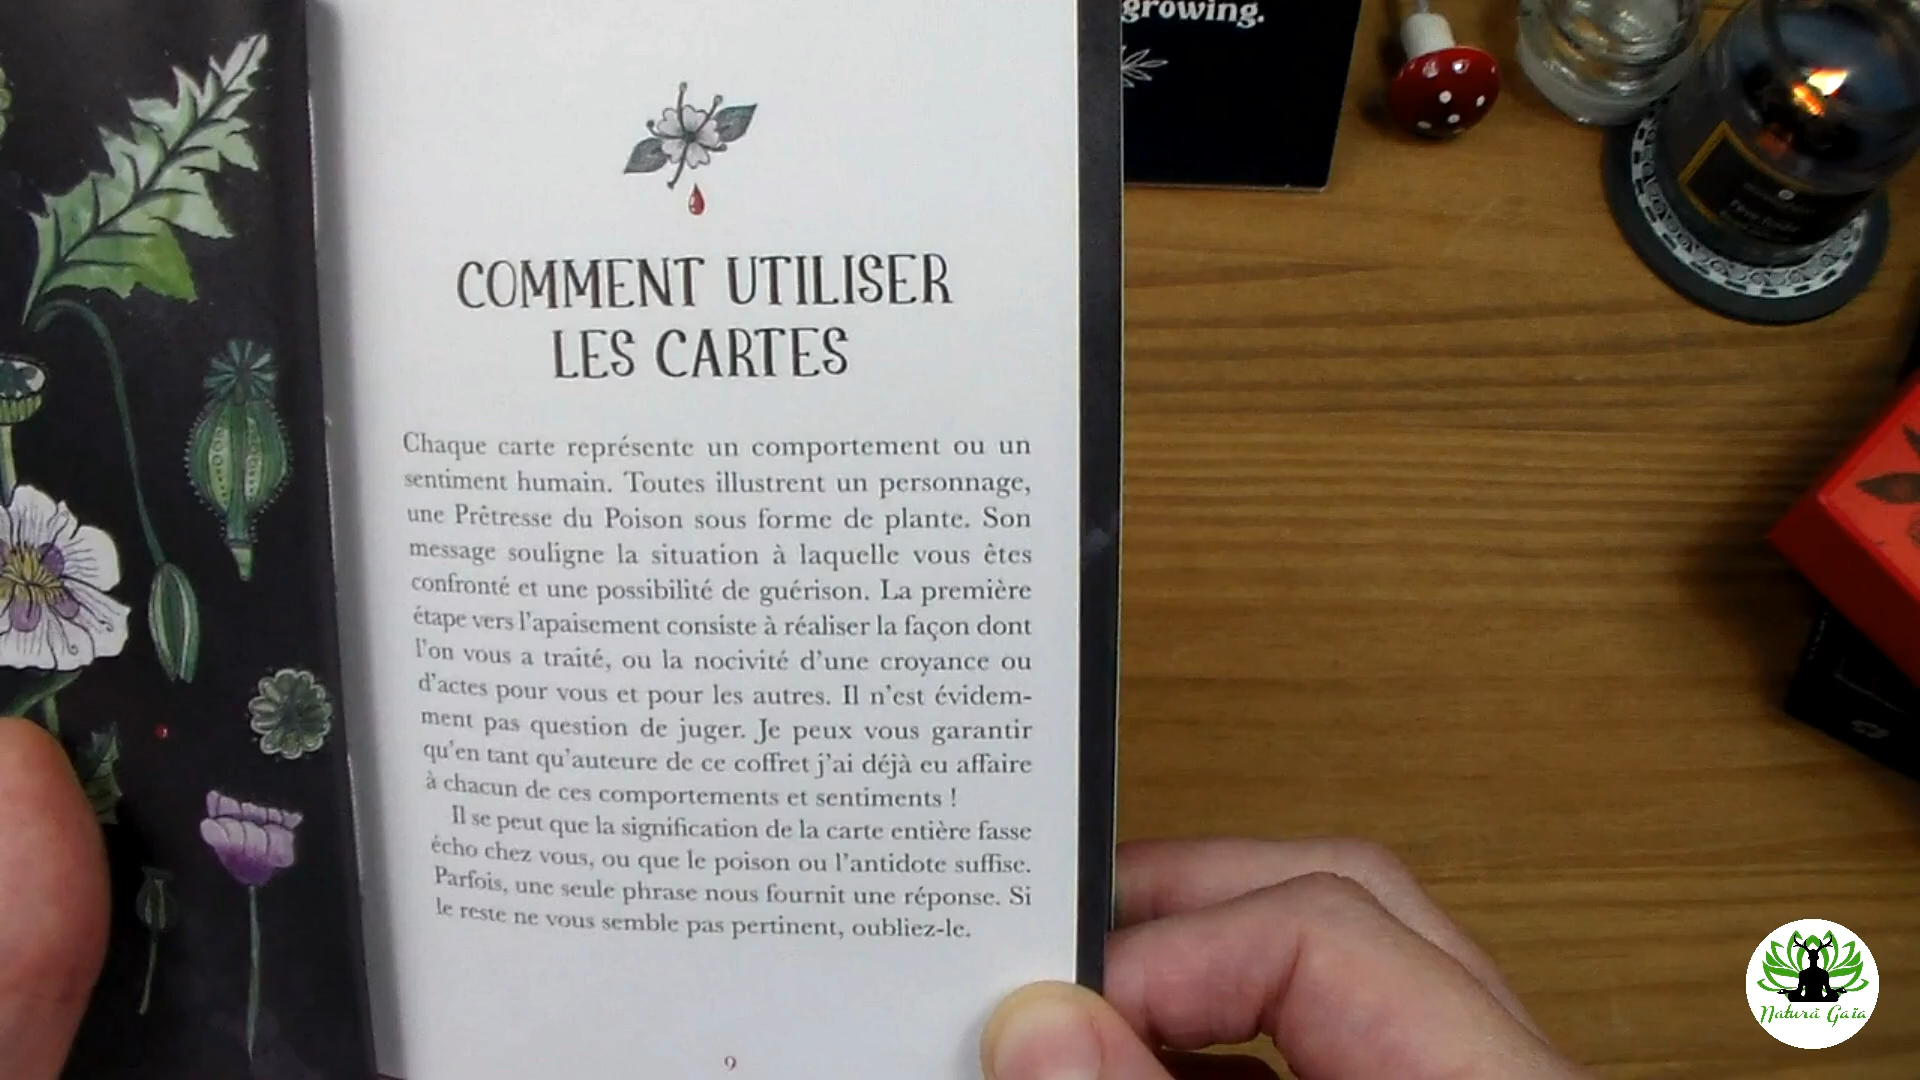 growing.
COMMENT UTILISER
LES CARTES
Chaque carte représente un comportement ou un
sentiment humain. Toutes illustrent un personnage,
une Prêtresse du Poison sous forme de plante. Son
message souligne la situation à laquelle vous êtes
confronté et une possibilité de guérison. La première
étape vers l'apaisement consiste à réaliser la façon dont
l'on vous a traité, ou la nocivité d'une croyance ou
d'actes pour vous et pour les autres. Il n'est évidem-
ment pas question de juger. Je peux vous garantir
qu'en tant qu'auteure de ce coffret j'ai déjà eu affaire
à chacun de ces comportements et sentiments !
Il se peut que la signification de la carte entière fasse
écho chez vous, ou que le poison ou l'antidote suffise.
Parfois, une seule phrase nous fournit une réponse. Si
le reste ne vous semble pas pertinent, oubliez-le.
9
Naturà Gaïa